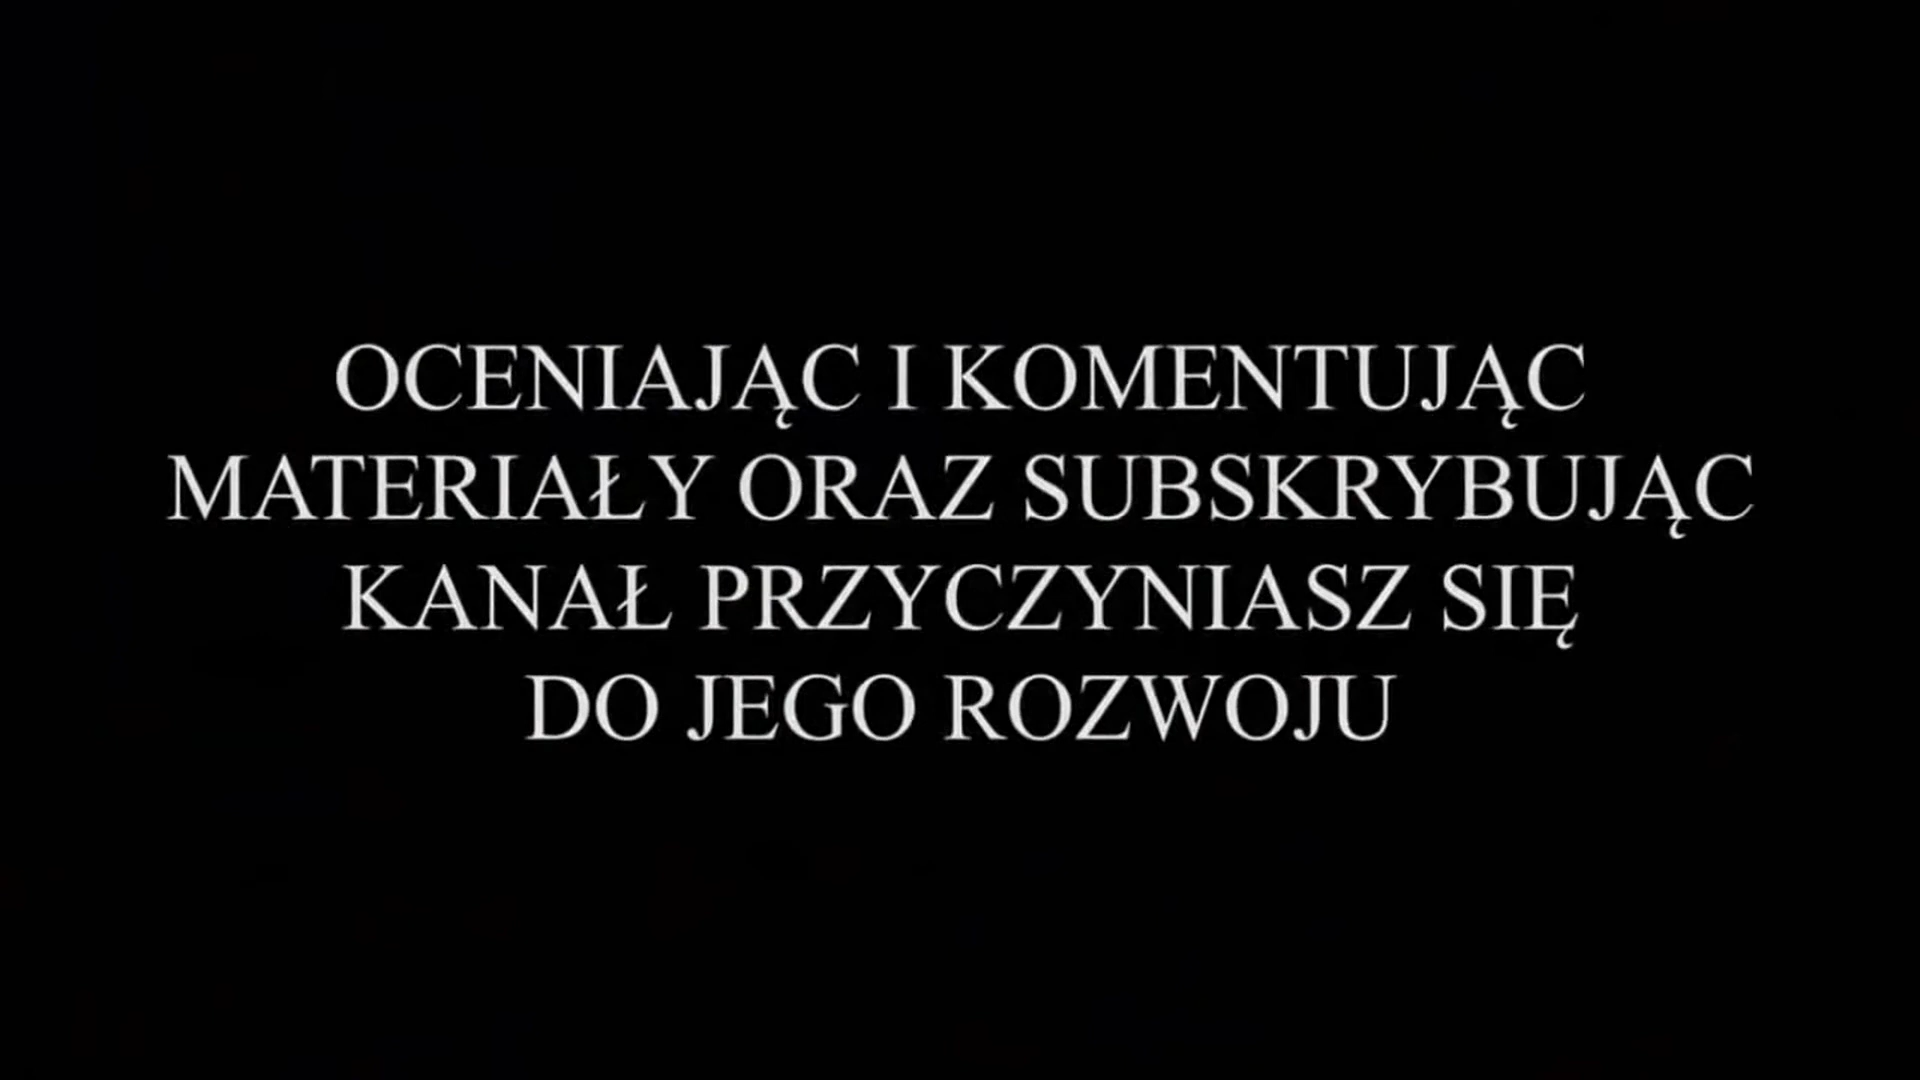 OCENIAJĄC I KOMENTUJĄC
MATERIAŁY ORAZ SUBSKRYBUJĄC
KANAŁ PRZYCZYNIASZ SIĘ
DO JEGO ROZWOJU